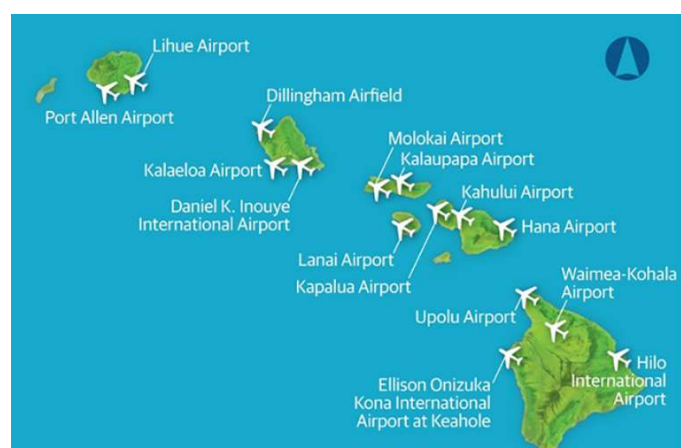 Lihue Airport
Port Allen Airport
Dillingham Airfield
Kalaeloa Airport
Daniel K. Inouye
International Airport
Molokai Airport
Kalaupapa Airport
Kahului Airport
Hana Airport
Lanai Airport
Kapalua Airport
Waimea-Kohala
Airport
Upolu Airport
Hilo
International
Airport
Ellison Onizuka
Kona International
Airport at Keahole